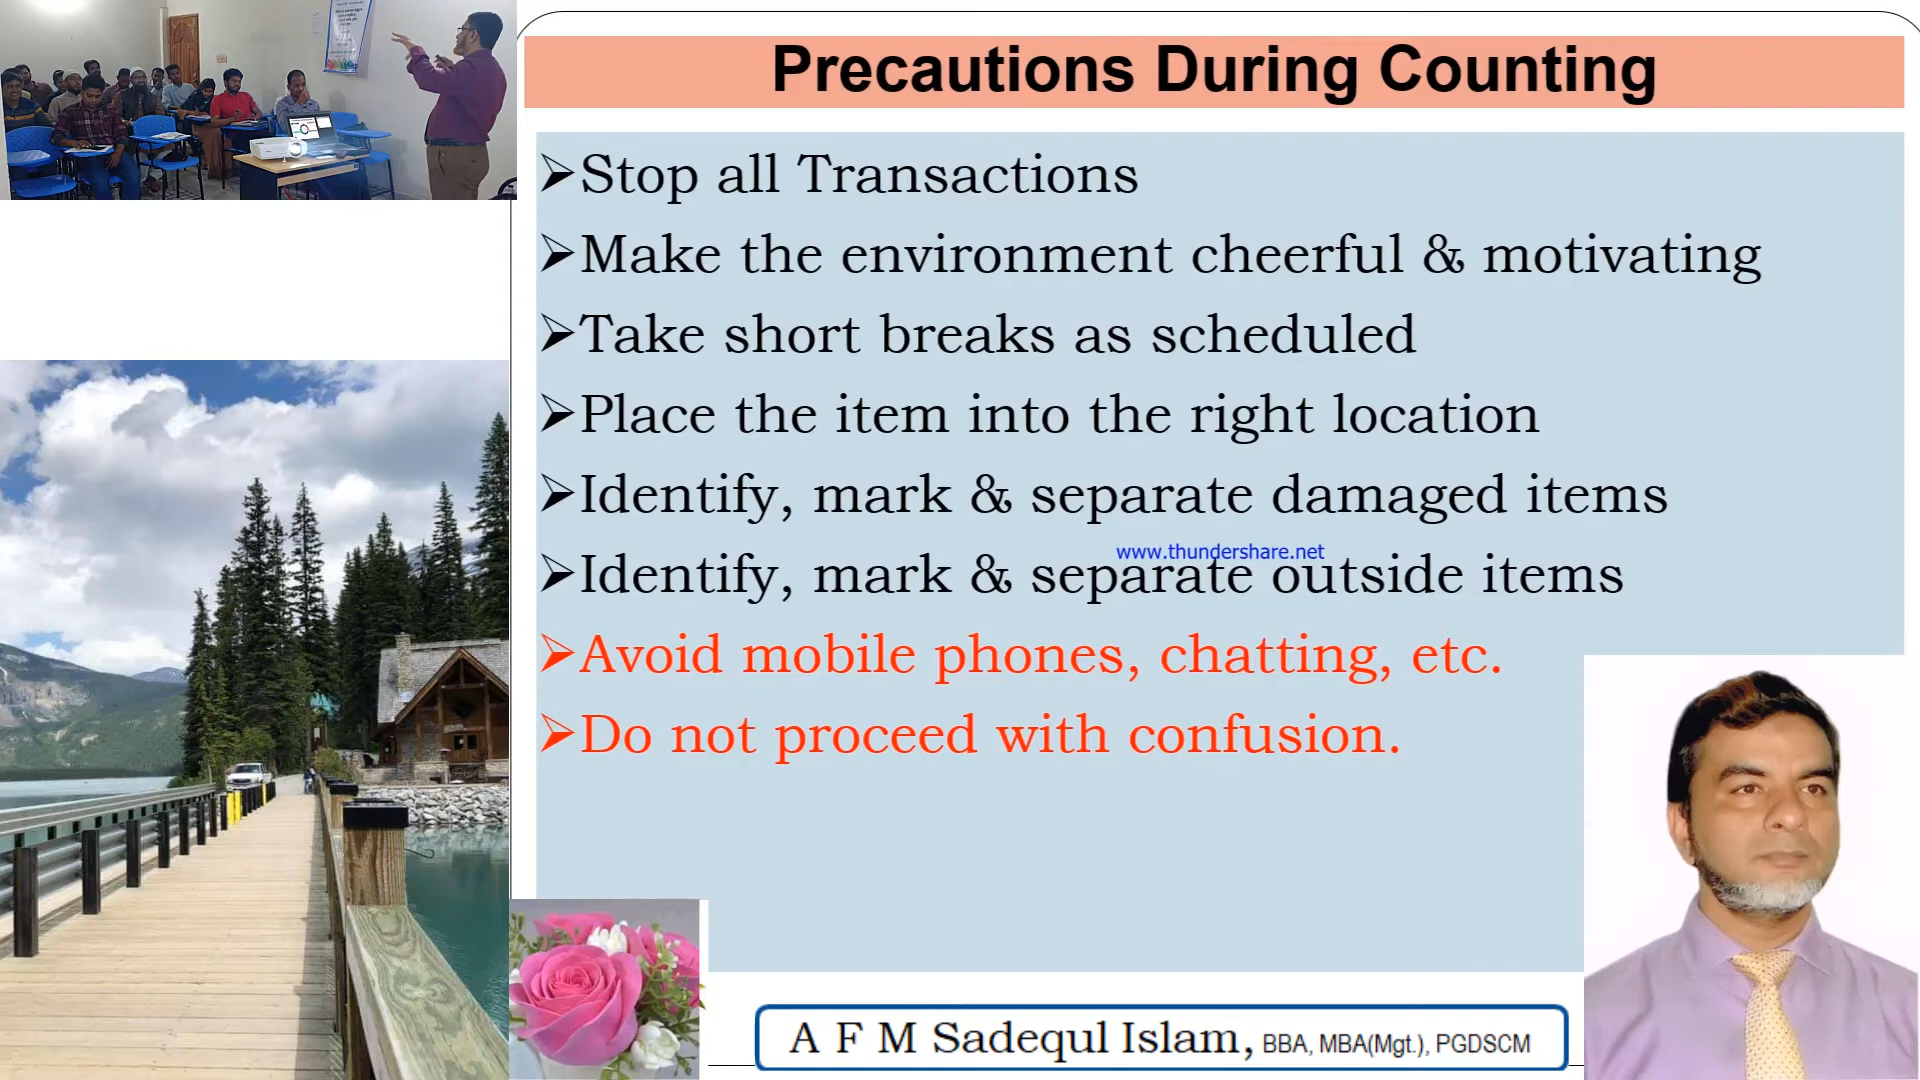 Precautions During Counting
➢Stop all Transactions
➢Make the environment cheerful & motivating
➢Take short breaks as scheduled
➢Place the item into the right location
➢Identify, mark & separate damaged items
www.thundershare.net
➢Identify, mark & separate outside items
➢Avoid mobile phones, chatting, etc.
➢Do not proceed with confusion.
A F M Sadequl Islam, BBA, MBA(Mgt.), PGDSCM